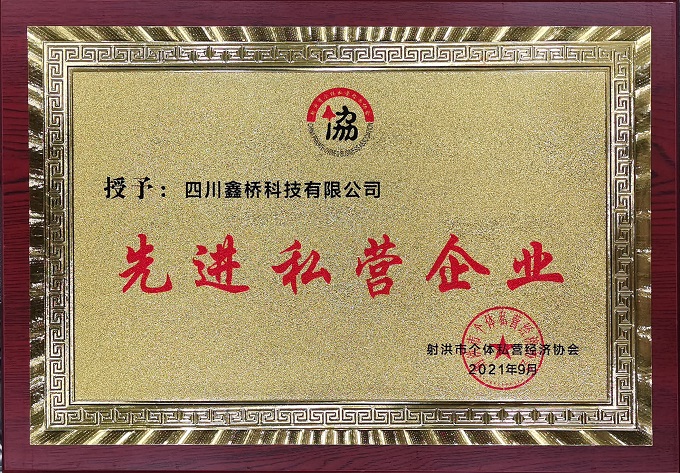 協
授予：四川鑫桥科技有限公司
先进私营企业
射洪市个体私营经济协会
2021年9月